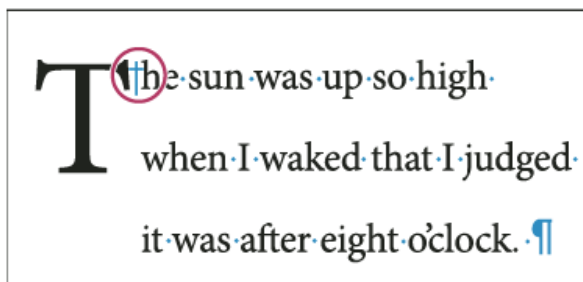 The sun was up so high
when I waked that I judged
it was after eight o’clock. ¶